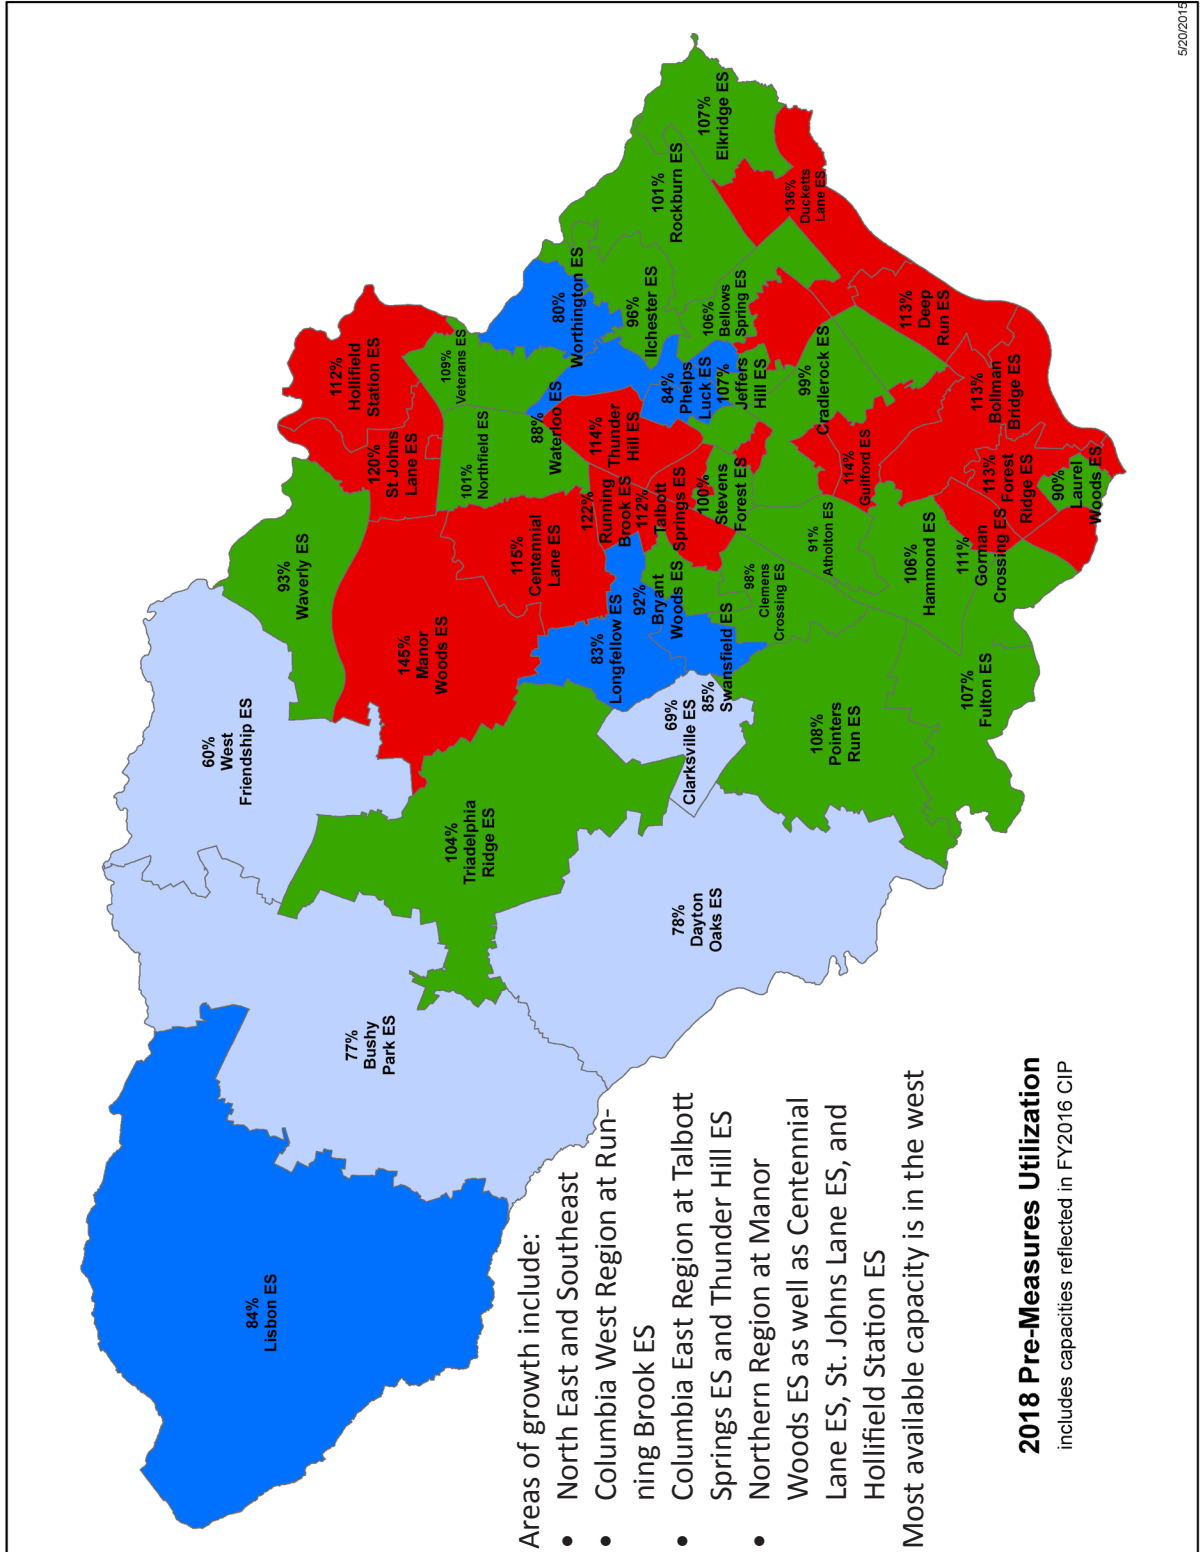 84%
Lisbon ES
77%
Bushy
Park ES
60%
West
Friendship ES
104%
Triadelphia
Ridge ES
78%
Dayton
Oaks ES
93%
Waverly ES
145%
Manor
Woods ES
120%
St Johns
Lane ES
112%
Hollifield
Station ES
109%
Veterans ES
101%
Northfield ES
115%
Centennial
Lane ES
88%
Waterloo ES
80%
Worthington ES
122%
Running
Brook ES
114%
Thunder
Hill ES
96%
Ilchester ES
101%
Rockburn ES
107%
Elkridge ES
83%
Longfellow ES
92%
Bryant
Woods ES
112%
Talbott
Springs ES
84%
Phelps
Luck ES
106%
Bellows
Spring ES
136%
Ducketts
Lane ES
69%
Clarksville ES
85%
Swansfield ES
100%
Stevens
Forest ES
107%
Jeffers
Hill ES
98%
Clemens
Crossing ES
91%
Atholton ES
114%
Guilford ES
99%
Cradlerock ES
113%
Deep
Run ES
108%
Pointers
Run ES
106%
Hammond ES
111%
Gorman
Crossing ES
113%
Forest
Ridge ES
113%
Bollman
Bridge ES
107%
Fulton ES
90%
Laurel
Woods ES
Areas of growth include:
• North East and Southeast
• Columbia West Region at Run-
ning Brook ES
• Columbia East Region at Talbott
Springs ES and Thunder Hill ES
• Northern Region at Manor
Woods ES as well as Centennial
Lane ES, St. Johns Lane ES, and
Hollifield Station ES
Most available capacity is in the west
2018 Pre-Measures Utilization
includes capacities reflected in FY2016 CIP
5/20/2015